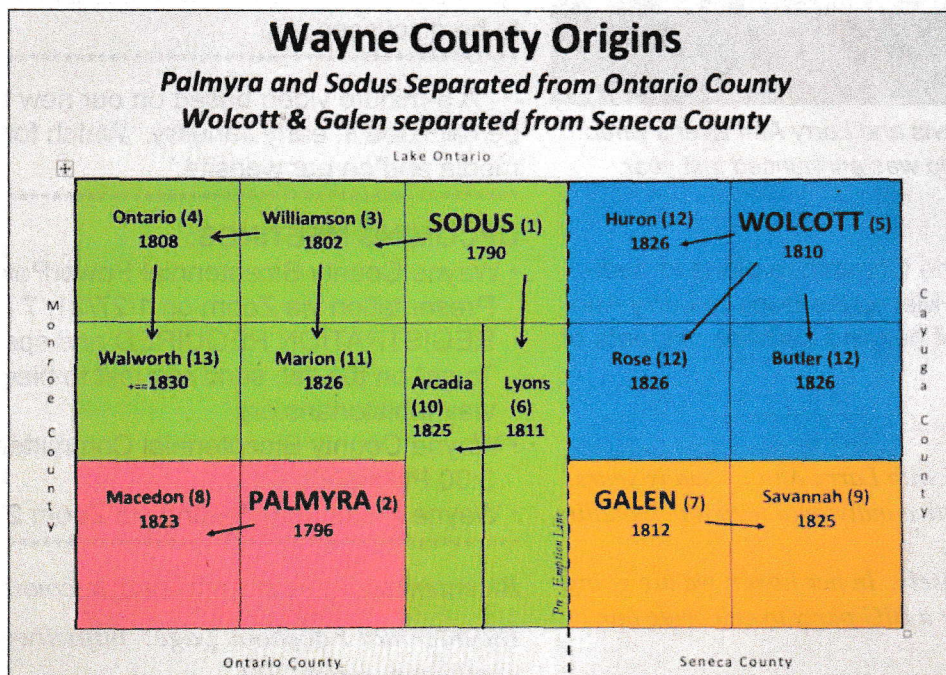 Wayne County Origins
Palmyra and Sodus Separated from Ontario County
Wolcott & Galen separated from Seneca County
Lake Ontario
Ontario (4)
1808
Williamson (3)
1802
SODUS (1)
1790
Huron (12)
1826
WOLCOTT (5)
1810
Monroe County
Cayuga County
Walworth (13)
+==1830
Marion (11)
1826
Arcadia
(10)
1825
Lyons
(6)
1811
Rose (12)
1826
Butler (12)
1826
Macedon (8)
1823
PALMYRA (2)
1796
Pre - Emption Line
GALEN (7)
1812
Savannah (9)
1825
Ontario County
Seneca County